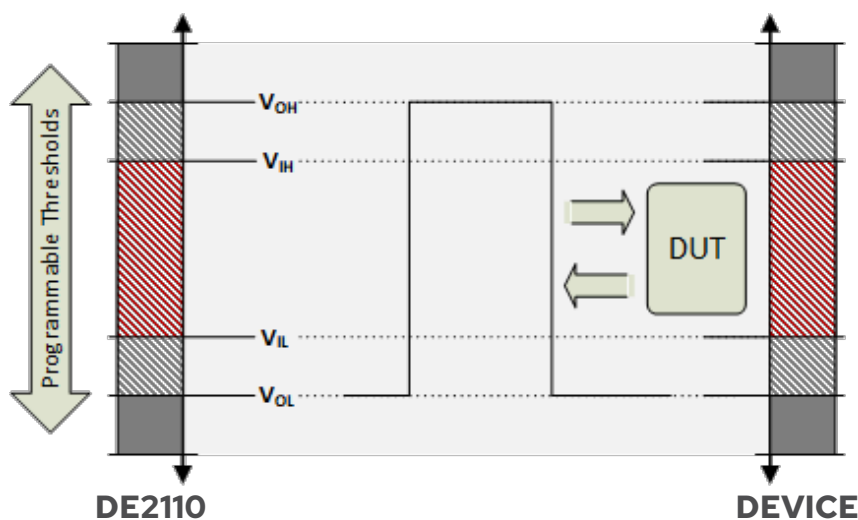 Programmable Thresholds
VOH
VIH
DUT
VIL
VOL
DE2110
DEVICE